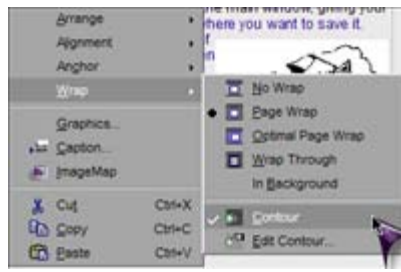 the main window, giving your
where you want to save it.
Arrange
Alignment
Anchor
Wrap
Graphics...
Caption...
ImageMap
Cut Ctrl+X
Copy Ctrl+C
Paste Ctrl+V
No Wrap
Page Wrap
Optimal Page Wrap
Wrap Through
In Background
Contour
Edit Contour...